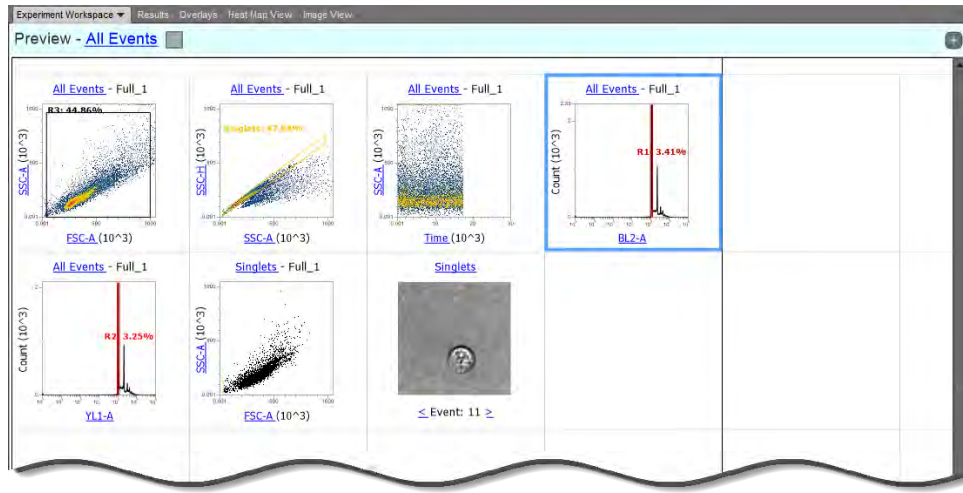 Experiment Workspace Results Overlays Heat Map View Image View
Preview - All Events
All Events - Full_1
R3: 44.86%
SSC-A (10^3)
FSC-A (10^3)
All Events - Full_1
SSC-H (10^3)
SSC-A (10^3)
All Events - Full_1
SSC-A (10^3)
Time (10^3)
All Events - Full_1
Count (10^3)
R1: 3.41%
BL2-A
All Events - Full_1
Count (10^3)
R2: 3.25%
YL1-A
Singlets - Full_1
SSC-A (10^3)
FSC-A (10^3)
Singlets
< Event: 11 >